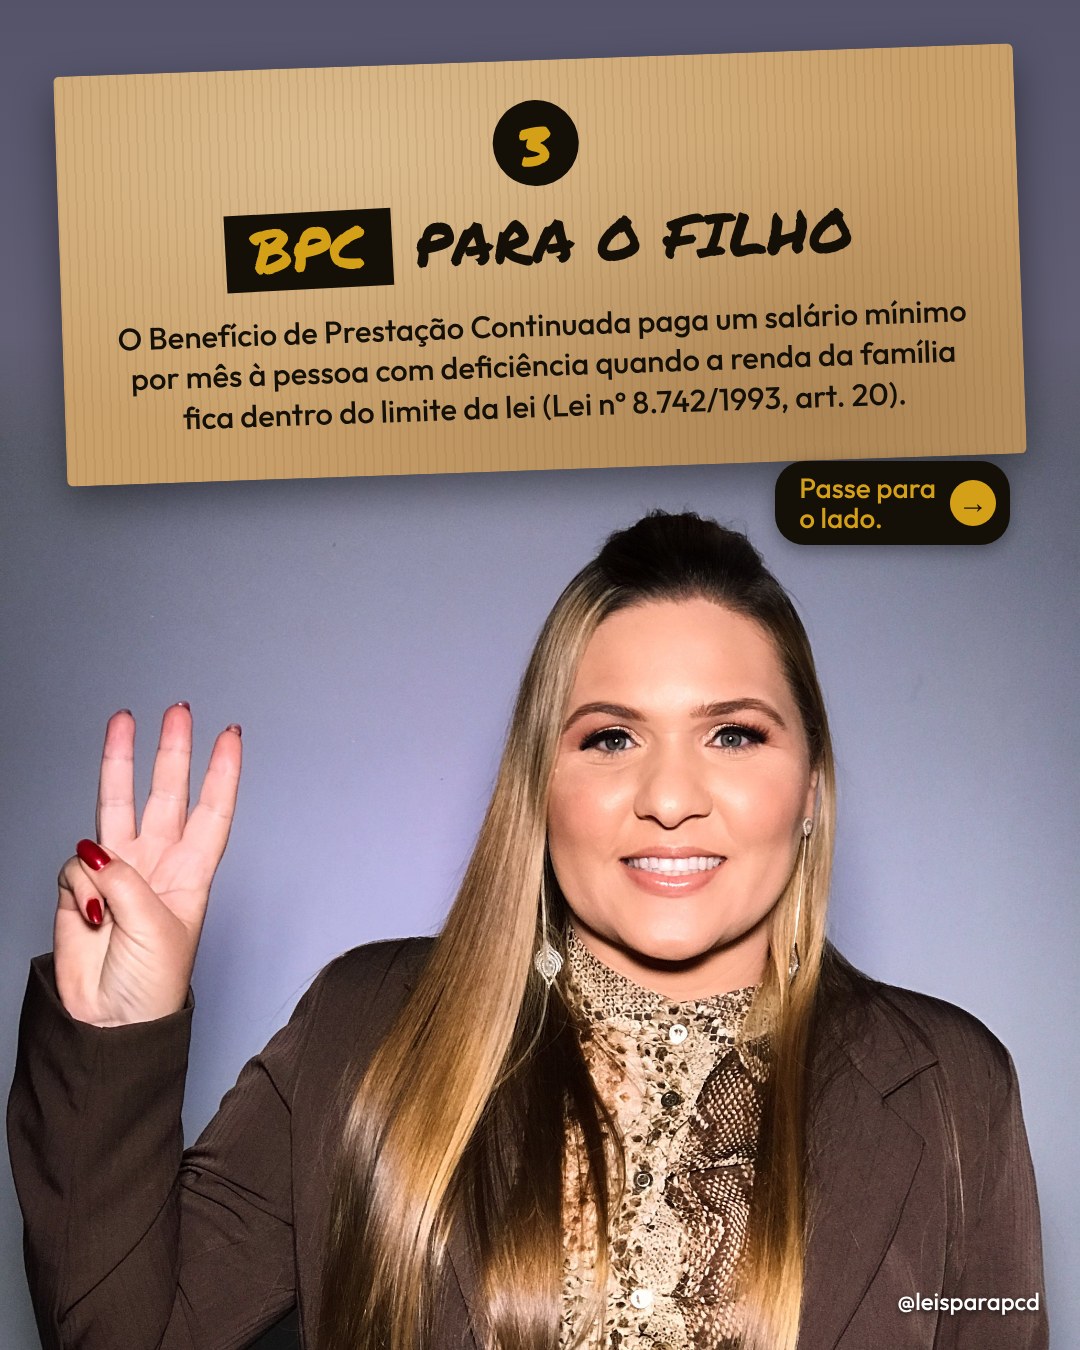 3
BPC PARA O FILHO
O Benefício de Prestação Continuada paga um salário mínimo
por mês à pessoa com deficiência quando a renda da família
fica dentro do limite da lei (Lei nº 8.742/1993, art. 20).
Passe para
o lado. →
@leisparapcd